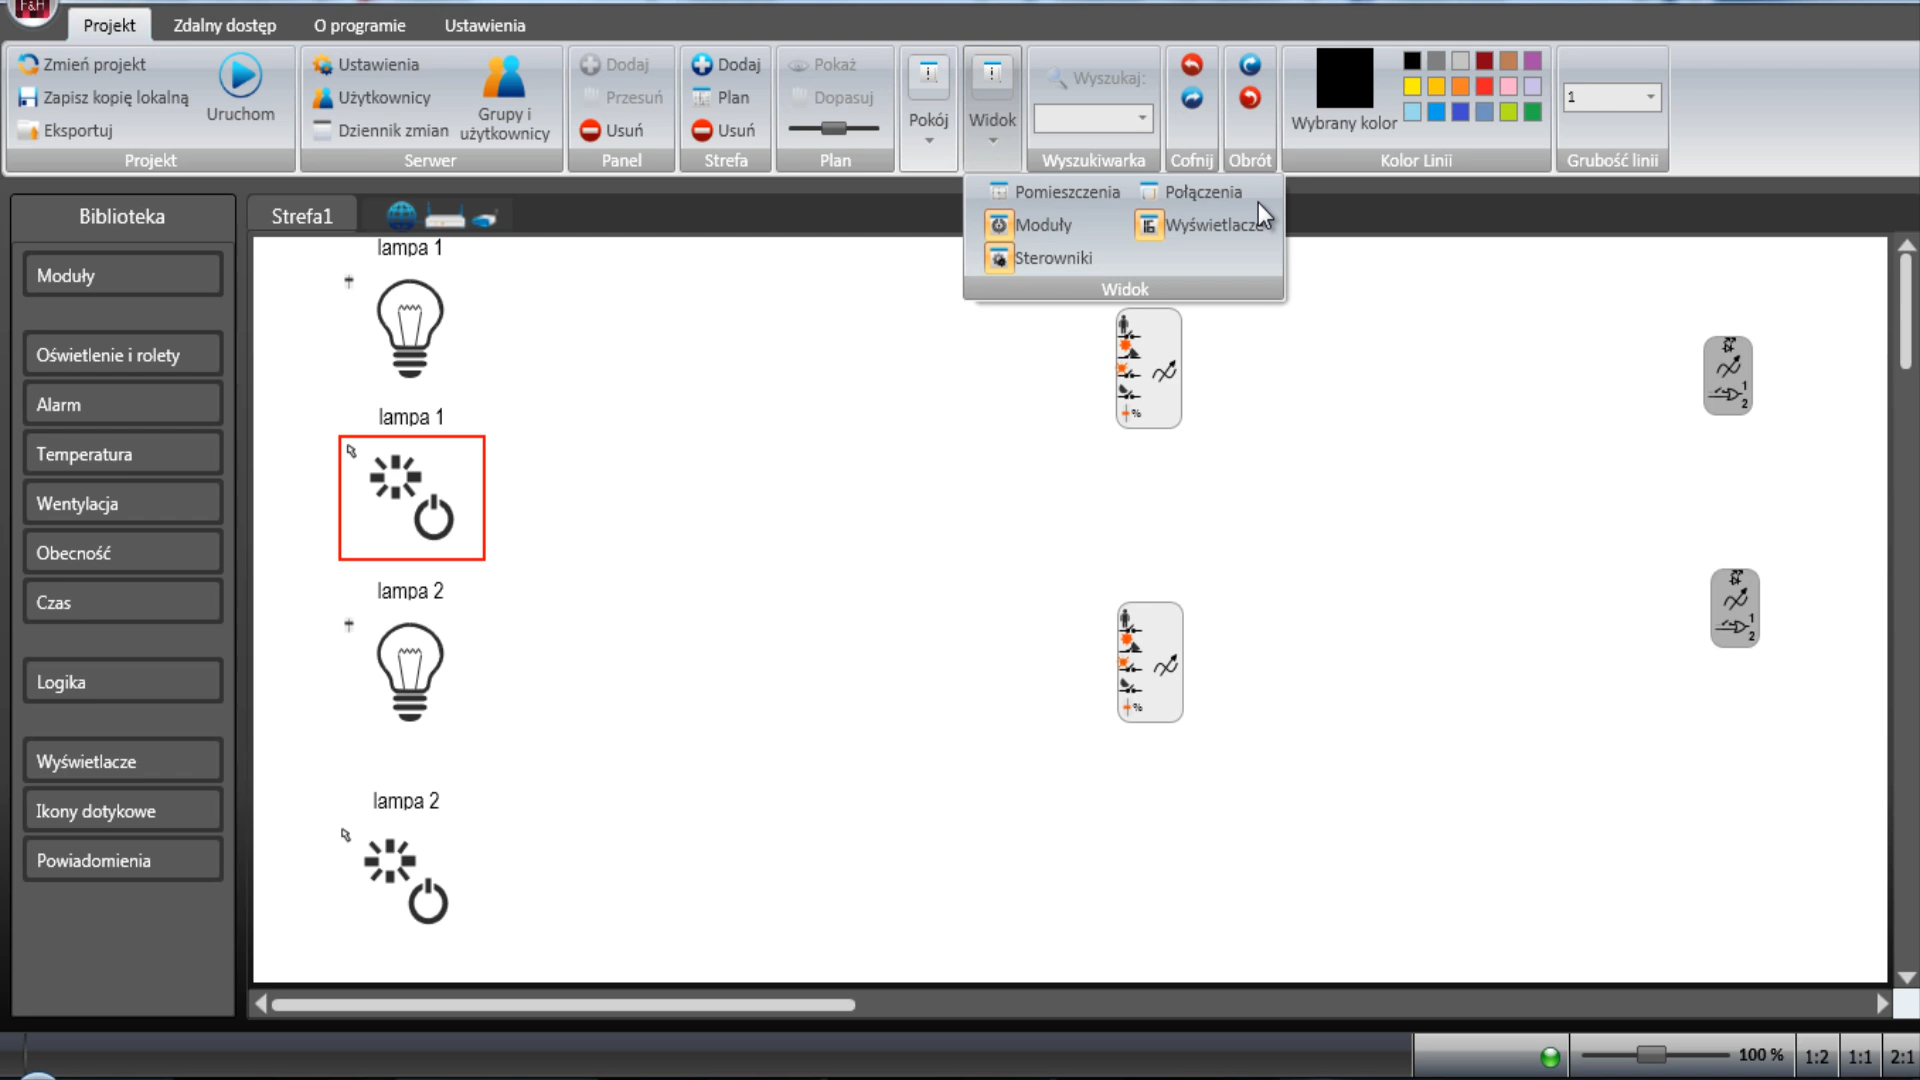 F&H
Projekt
Zdalny dostęp
O programie
Ustawienia
Zmień projekt
Zapisz kopię lokalną
Eksportuj
Uruchom
Projekt
Ustawienia
Użytkownicy
Dziennik zmian
Grupy i
użytkownicy
Serwer
Dodaj
Przesuń
Usuń
Panel
Dodaj
Plan
Usuń
Strefa
Pokaż
Dopasuj
Plan
Pokój
Widok
Wyszukaj:
Wyszukiwarka
Cofnij
Obrót
Wybrany kolor
Kolor Linii
1
Grubość linii
Pomieszczenia
Połączenia
Moduły
Sterowniki
Widok
Biblioteka
Moduły
Oświetlenie i rolety
Alarm
Temperatura
Wentylacja
Obecność
Czas
Logika
Wyświetlacze
Ikony dotykowe
Powiadomienia
Strefa1
lampa 1
lampa 1
lampa 2
lampa 2
%
%
1
2
1
2
100 %
1:2
1:1
2:1